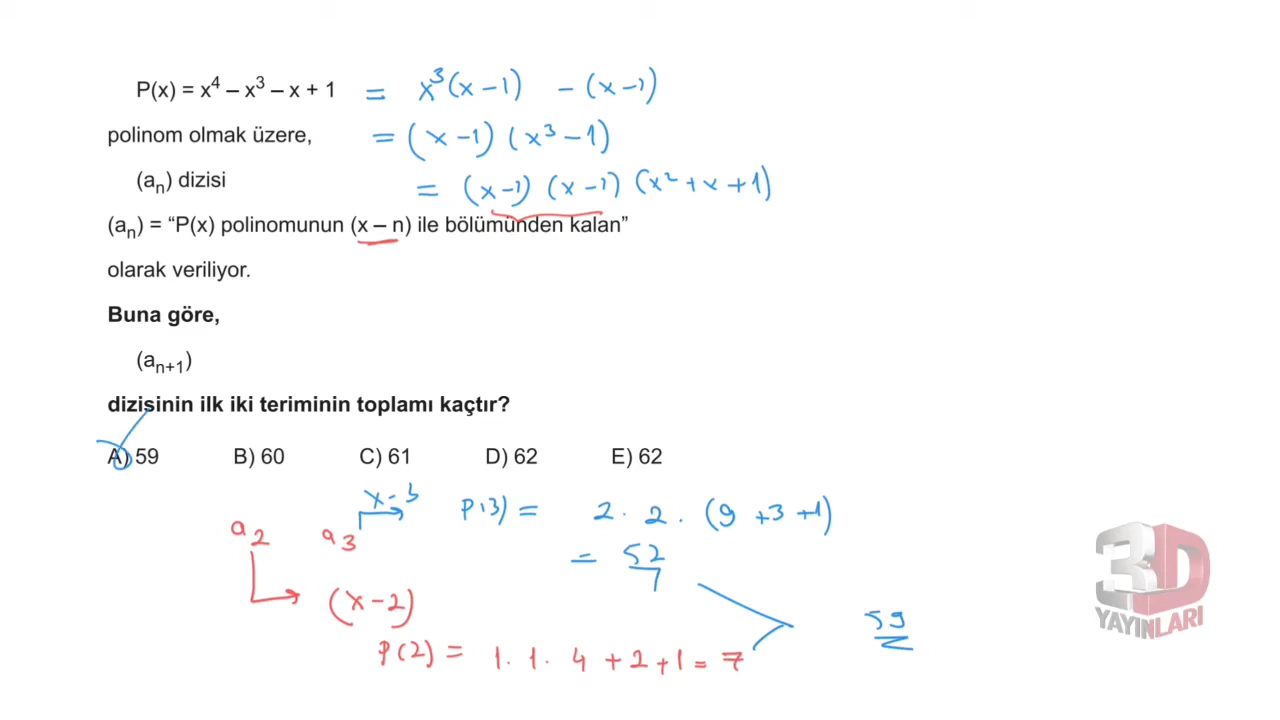 P(x) = x⁴ – x³ – x + 1 = x³(x – 1) – (x – 1)
polinom olmak üzere, = (x – 1) (x³ – 1)
(aₙ) dizisi = (x – 1) (x – 1) (x² + x + 1)
(aₙ) = “P(x) polinomunun (x – n) ile bölümünden kalan”
olarak veriliyor.
Buna göre,
(aₙ₊₁)
dizisinin ilk iki teriminin toplamı kaçtır?
A) 59 B) 60 C) 61 D) 62 E) 62
x – 3
a₂ a₃ P(3) = 2 . 2 . (9 + 3 + 1)
= 52
7
(x – 2)
59
P(2) = 1 . 1 . 4 + 2 + 1 = 7
3D
YAYINLARI